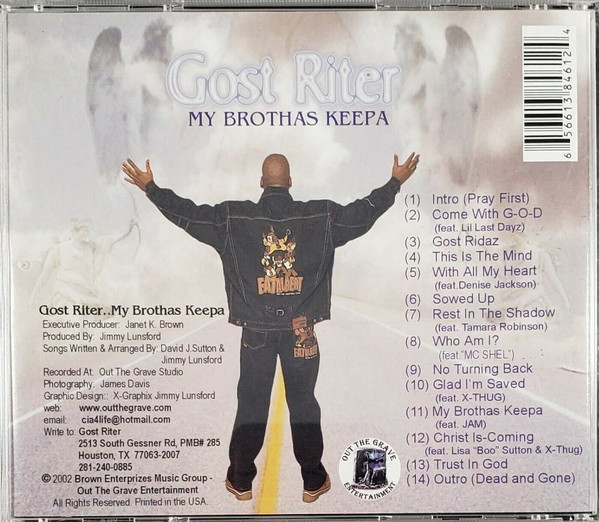 Gost Riter
MY BROTHAS KEEPA
6 56613 84612 4
FATALBERT
(1) Intro (Pray First)
(2) Come With G-O-D
(feat. Lil Last Dayz)
(3) Gost Ridaz
(4) This Is The Mind
(5) With All My Heart
(feat.Denise Jackson)
(6) Sowed Up
(7) Rest In The Shadow
(feat. Tamara Robinson)
(8) Who Am I?
(feat."MC SHEL")
(9) No Turning Back
(10) Glad I'm Saved
(feat. X-THUG)
(11) My Brothas Keepa
(feat. JAM)
(12) Christ Is-Coming
(feat. Lisa "Boo" Sutton & X-Thug)
(13) Trust In God
(14) Outro (Dead and Gone)
Gost Riter..My Brothas Keepa
Executive Producer: Janet K. Brown
Produced By: Jimmy Lunsford
Songs Written & Arranged By: David J.Sutton &
Jimmy Lunsford
Recorded At: Out The Grave Studio
Photography: James Davis
Graphic Design:: X-Graphix Jimmy Lunsford
web: www.outthegrave.com
email: cia4life@hotmail.com
Write to: Gost Riter
2513 South Gessner Rd, PMB# 285
Houston, TX 77063-2007
281-240-0885
© 2002 Brown Enterprizes Music Group -
Out The Grave Entertainment
All Rights Reserved. Printed in the USA.
OUT THE GRAVE
ENTERTAINMENT